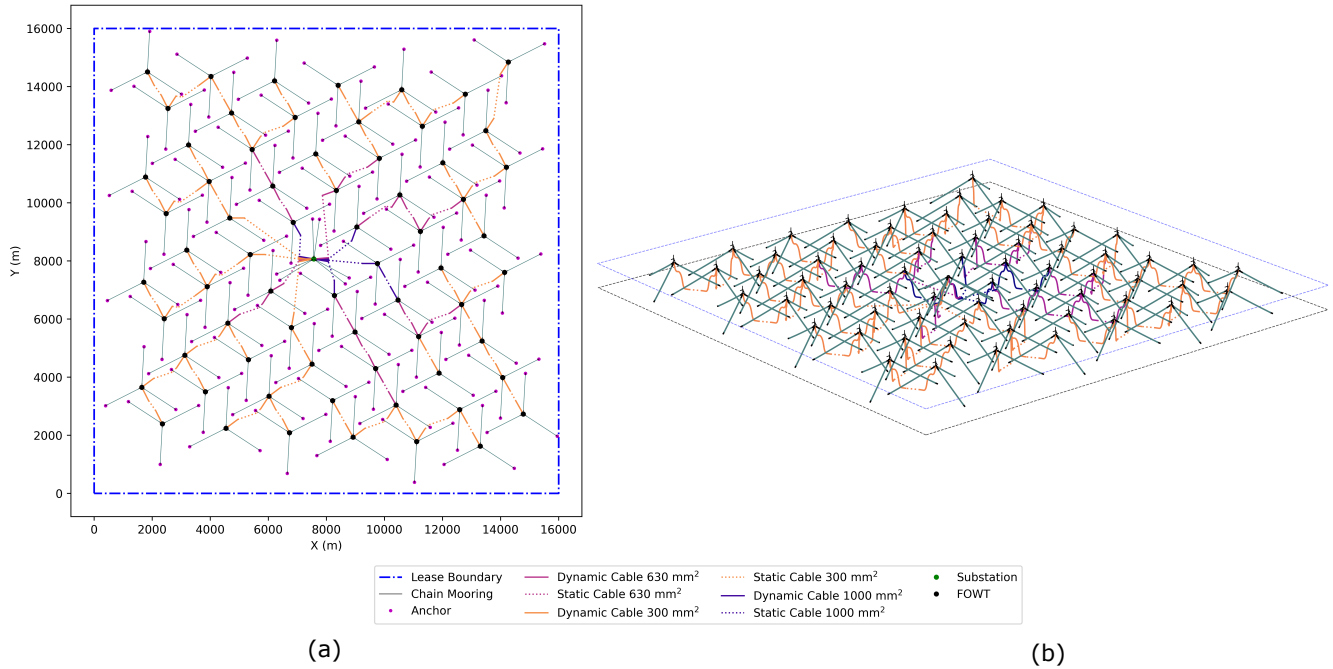 16000
14000
12000
10000
8000
6000
4000
2000
0
Y (m)
0 2000 4000 6000 8000 10000 12000 14000 16000
X (m)
Lease Boundary
Chain Mooring
Anchor
Dynamic Cable 630 mm²
Static Cable 630 mm²
Dynamic Cable 300 mm²
Static Cable 300 mm²
Dynamic Cable 1000 mm²
Static Cable 1000 mm²
Substation
FOWT
(a)
(b)